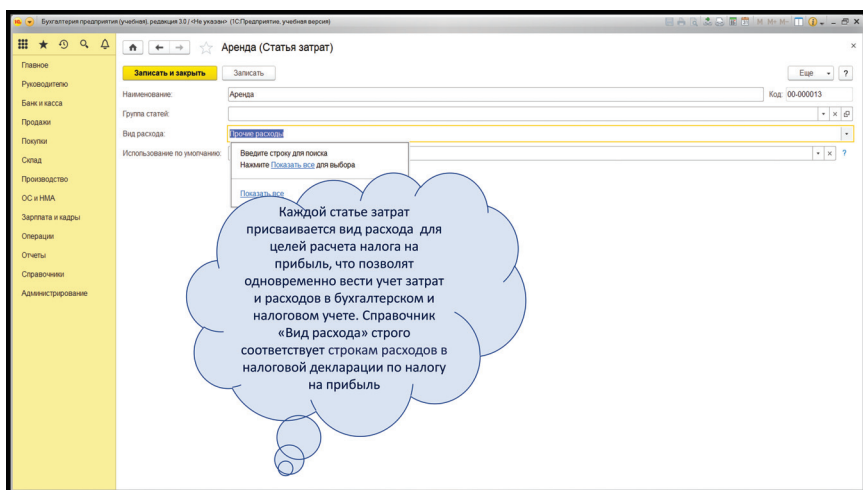 Бухгалтерия предприятия (учебная), редакция 3.0 / <Не указан> (1С:Предприятие, учебная версия)
M M+ M-
Главное
Руководителю
Банк и касса
Продажи
Покупки
Склад
Производство
ОС и НМА
Зарплата и кадры
Операции
Отчеты
Справочники
Администрирование
Аренда (Статья затрат)
Записать и закрыть
Записать
Еще
?
Наименование:
Аренда
Код:
00-000013
Группа статей:
Вид расхода:
Прочие расходы
Использование по умолчанию:
?
Введите строку для поиска
Нажмите Показать все для выбора
Показать все
Каждой статье затрат
присваивается вид расхода для
целей расчета налога на
прибыль, что позволят
одновременно вести учет затрат
и расходов в бухгалтерском и
налоговом учете. Справочник
«Вид расхода» строго
соответствует строкам расходов в
налоговой декларации по налогу
на прибыль